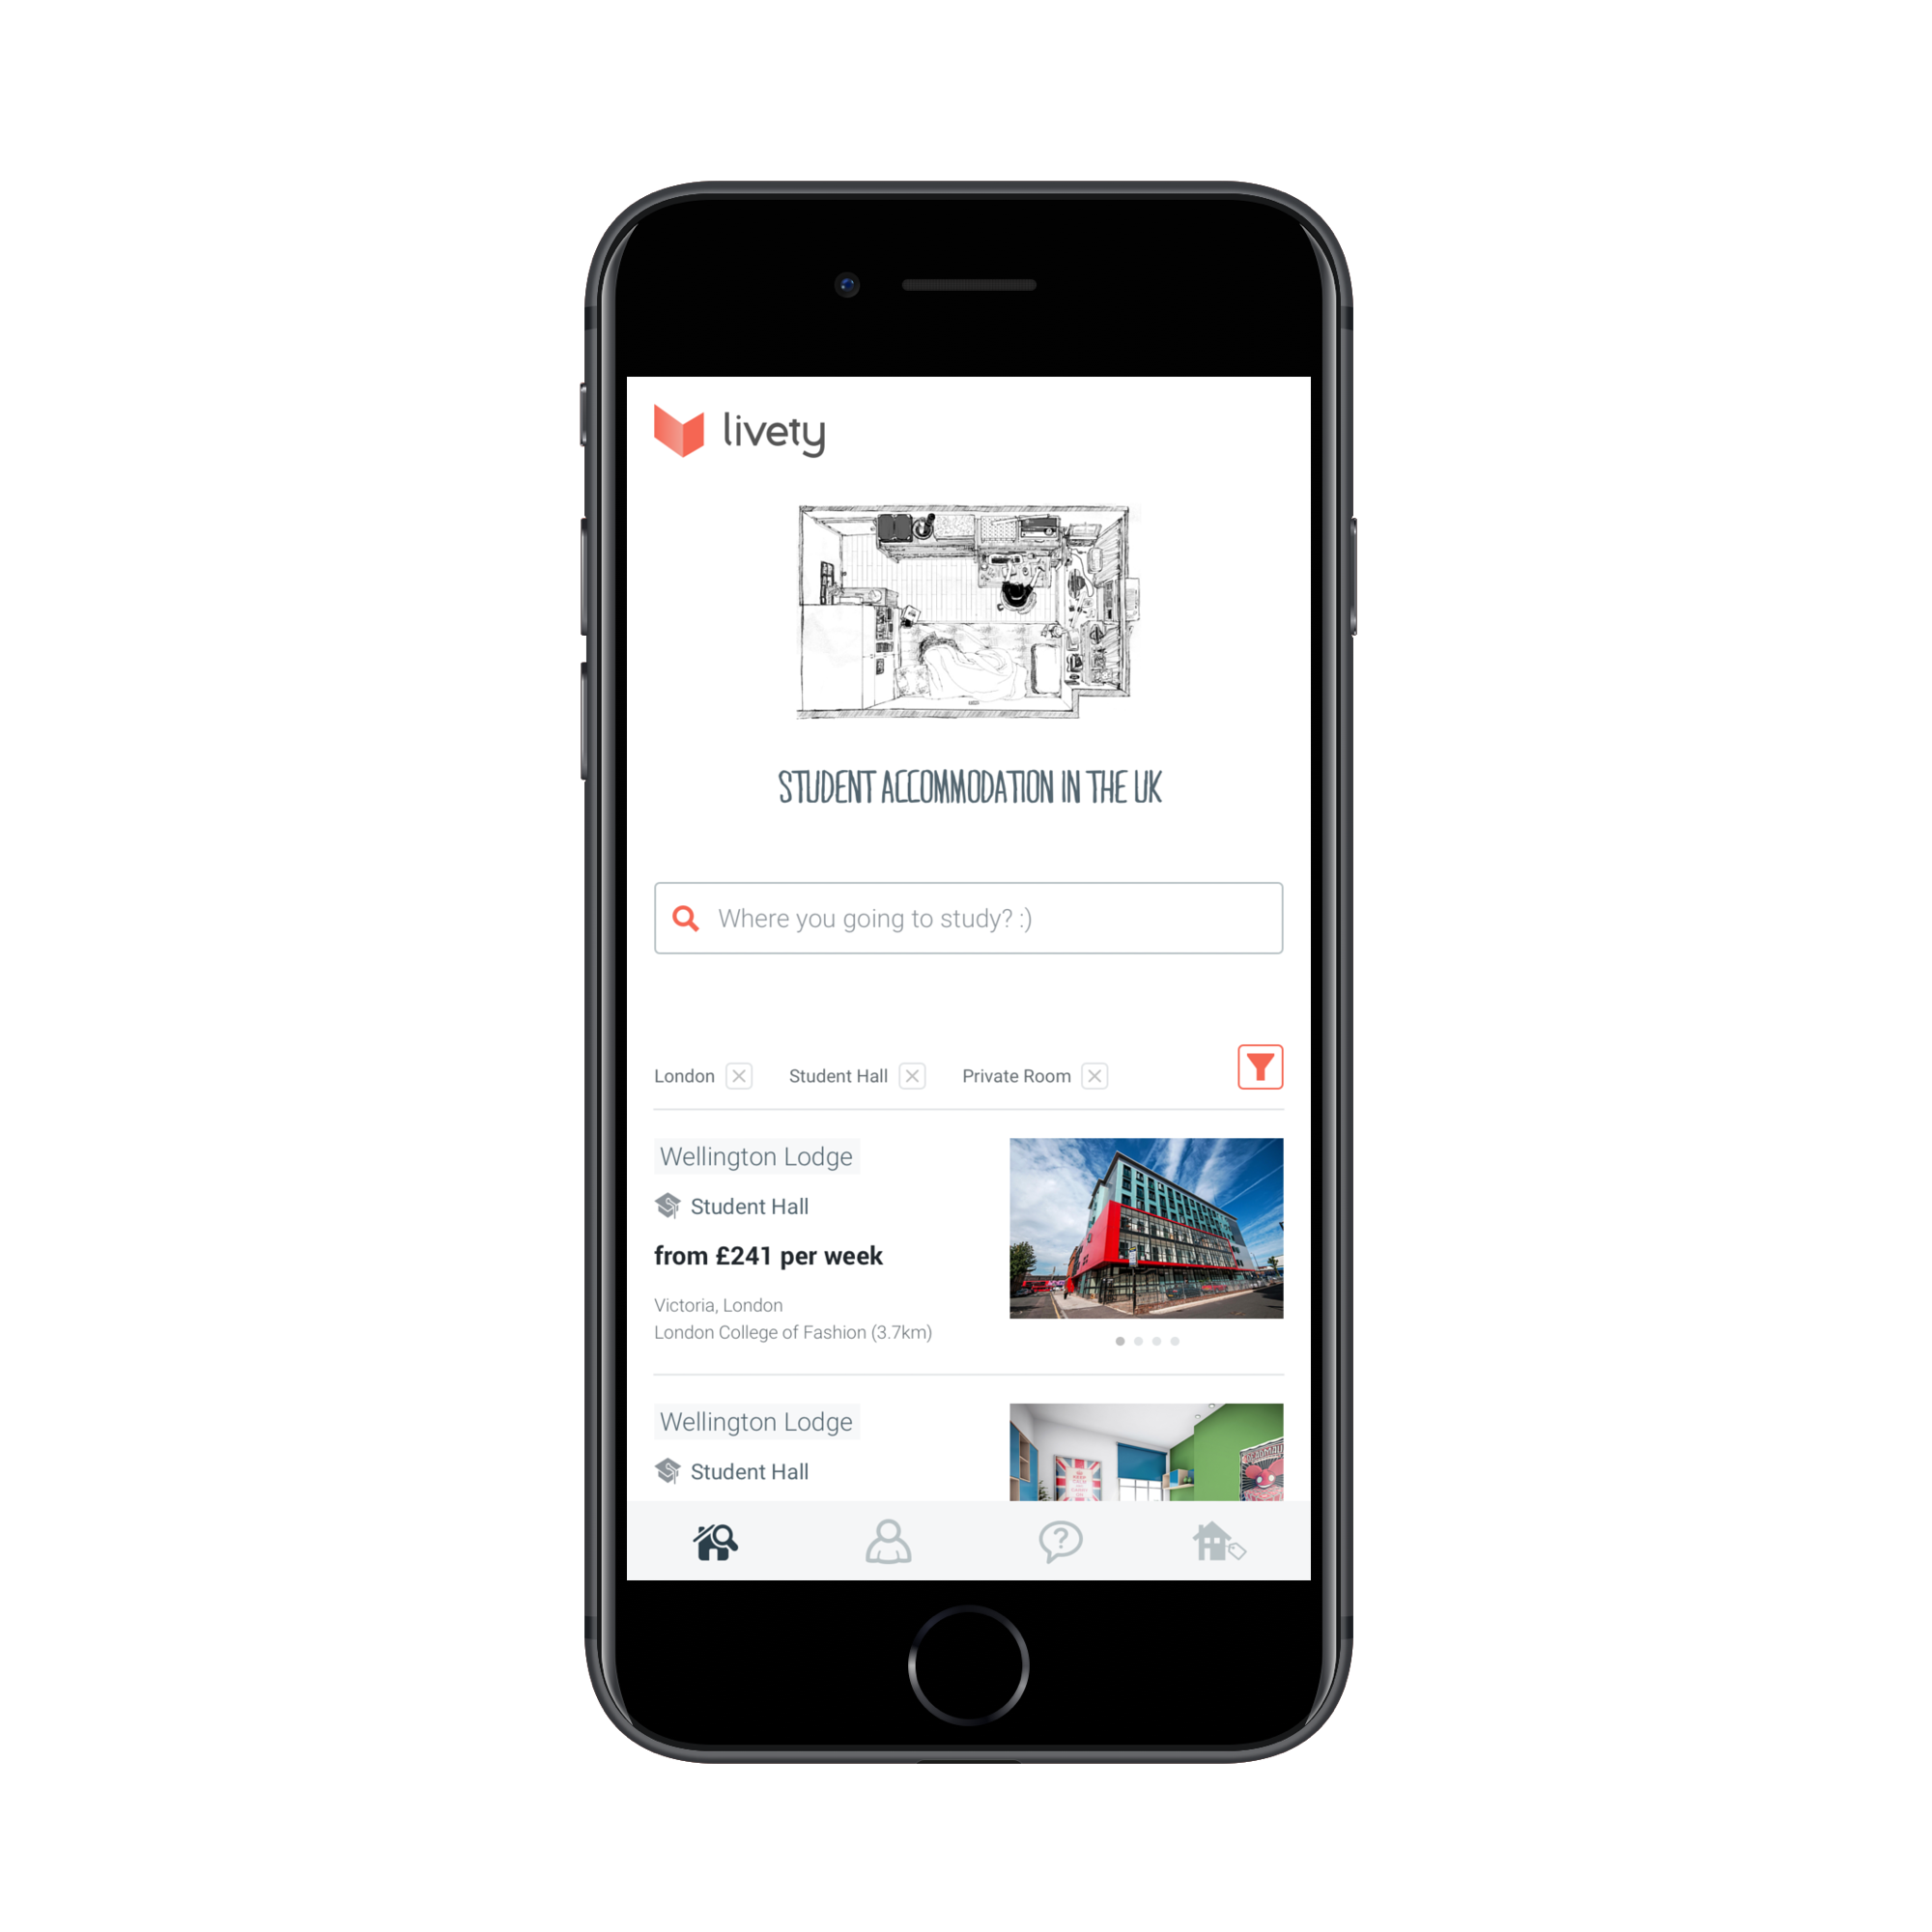 livety
STUDENT ACCOMMODATION IN THE UK
Where you going to study? :)
London
Student Hall
Private Room
Wellington Lodge
Student Hall
from £241 per week
Victoria, London
London College of Fashion (3.7km)
Wellington Lodge
Student Hall
?